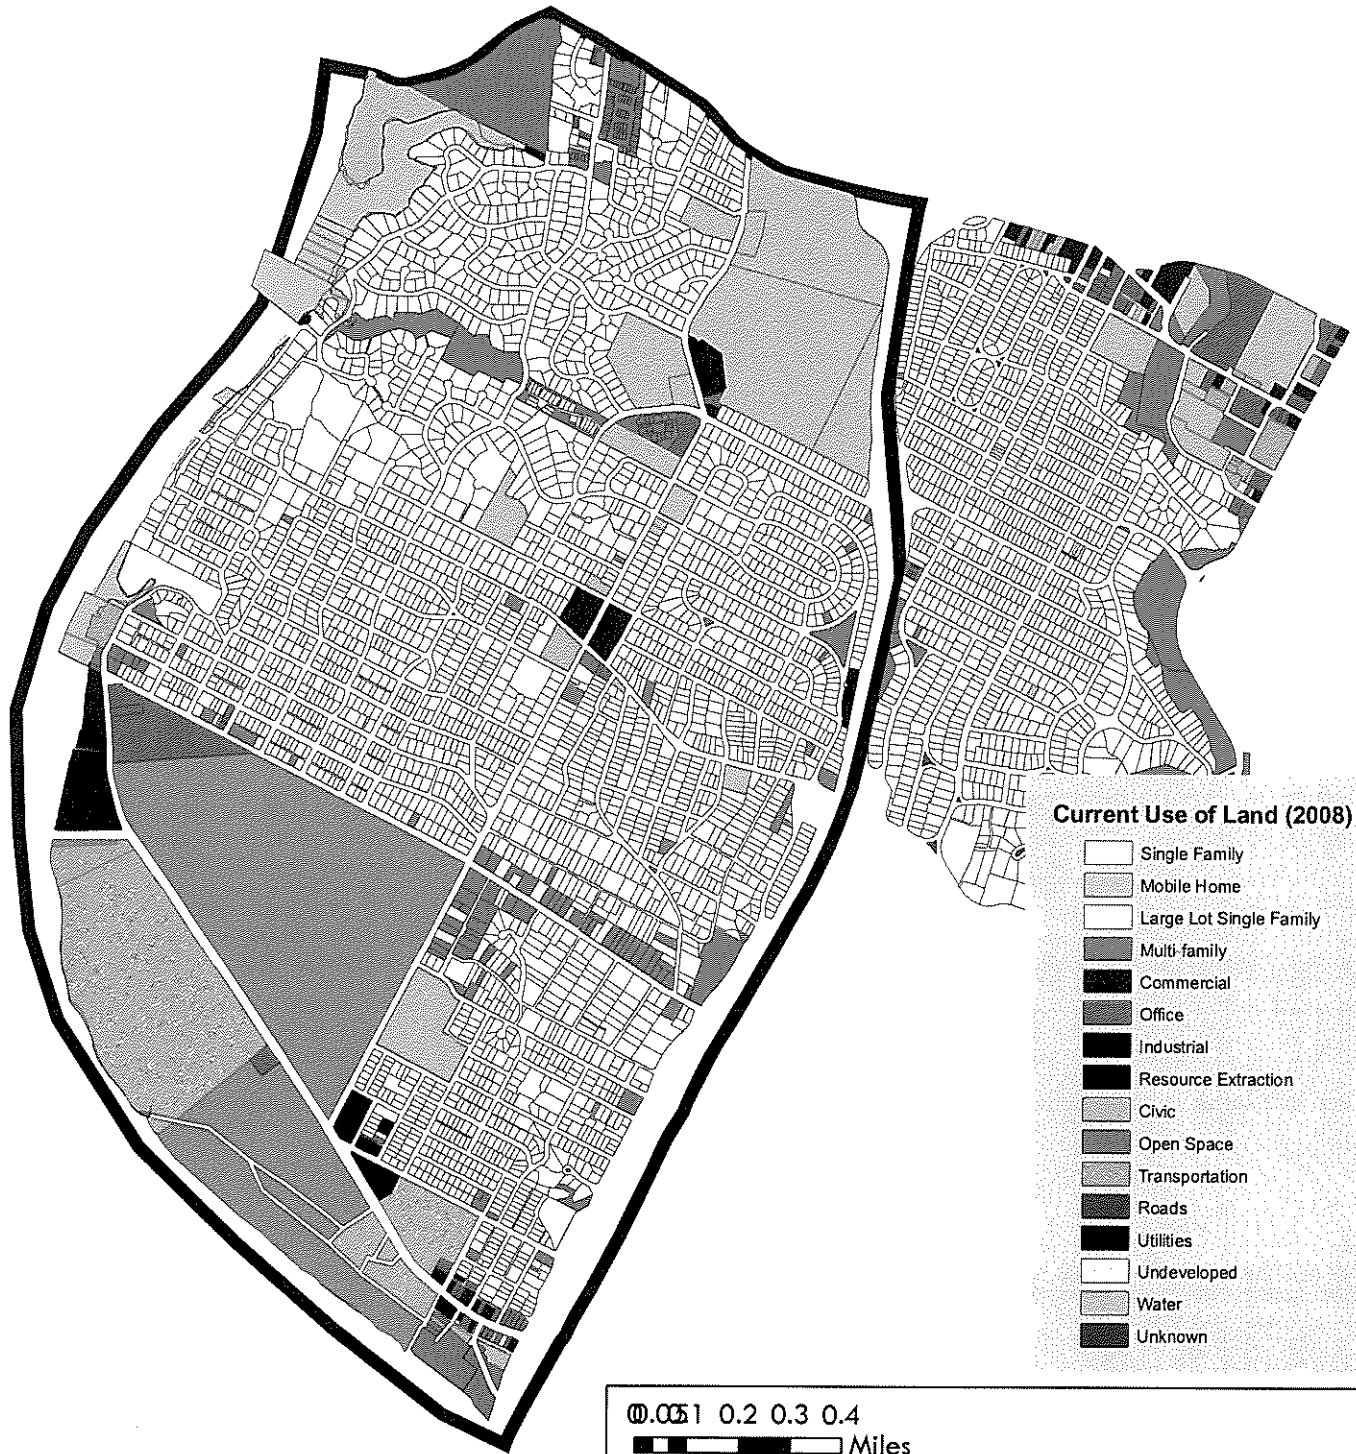 Current Use of Land (2008)
Single Family
Mobile Home
Large Lot Single Family
Multi-family
Commercial
Office
Industrial
Resource Extraction
Civic
Open Space
Transportation
Roads
Utilities
Undeveloped
Water
Unknown
0.2 0.3 0.4
Miles